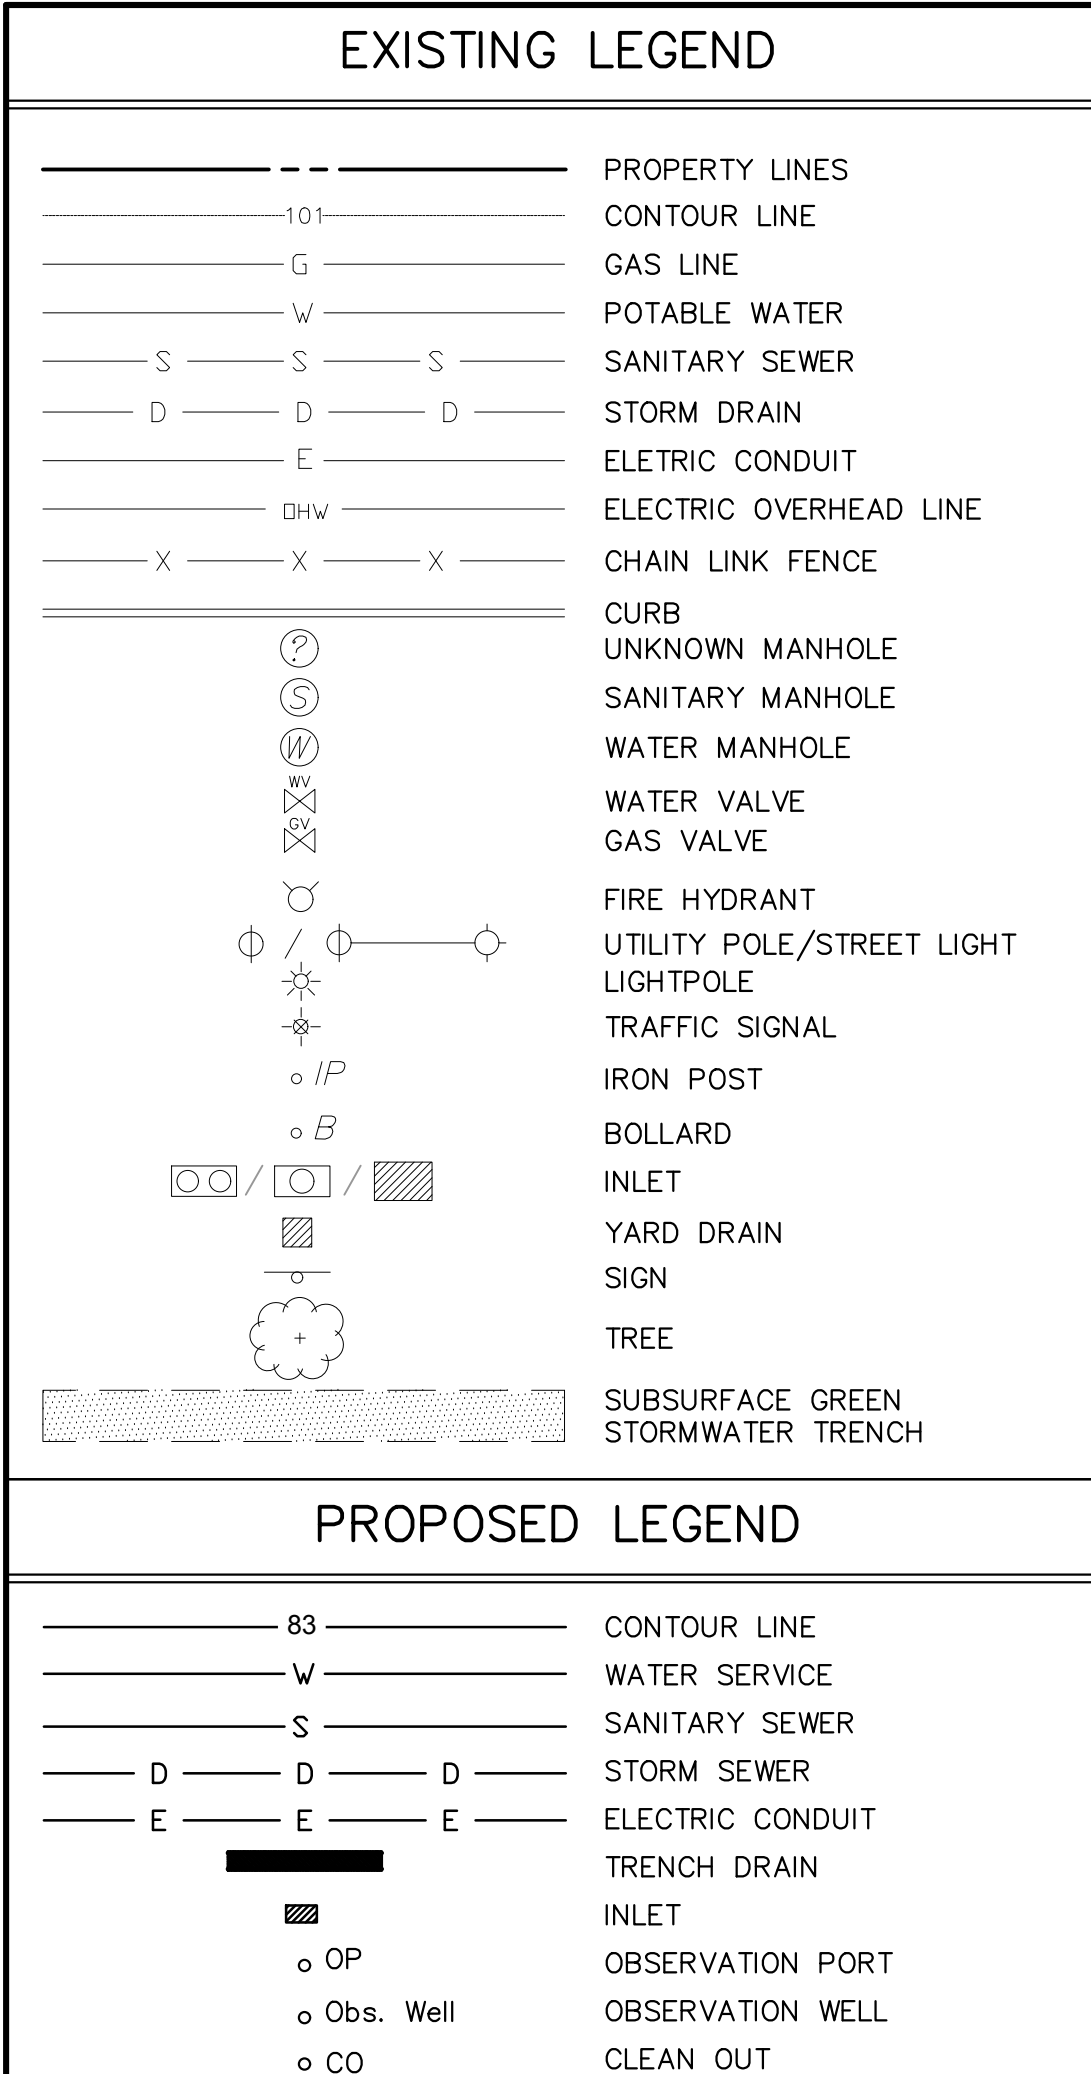 EXISTING LEGEND
PROPERTY LINES
101 CONTOUR LINE
G GAS LINE
W POTABLE WATER
S S S SANITARY SEWER
D D D STORM DRAIN
E ELETRIC CONDUIT
OHW ELECTRIC OVERHEAD LINE
X X X CHAIN LINK FENCE
CURB
? UNKNOWN MANHOLE
S SANITARY MANHOLE
W WATER MANHOLE
WV WATER VALVE
GV GAS VALVE
FIRE HYDRANT
/ UTILITY POLE/STREET LIGHT
LIGHTPOLE
TRAFFIC SIGNAL
IP IRON POST
B BOLLARD
/ / INLET
YARD DRAIN
SIGN
TREE
SUBSURFACE GREEN
STORMWATER TRENCH
PROPOSED LEGEND
83 CONTOUR LINE
W WATER SERVICE
S SANITARY SEWER
D D D STORM SEWER
E E E ELECTRIC CONDUIT
TRENCH DRAIN
INLET
OP OBSERVATION PORT
Obs. Well OBSERVATION WELL
CO CLEAN OUT